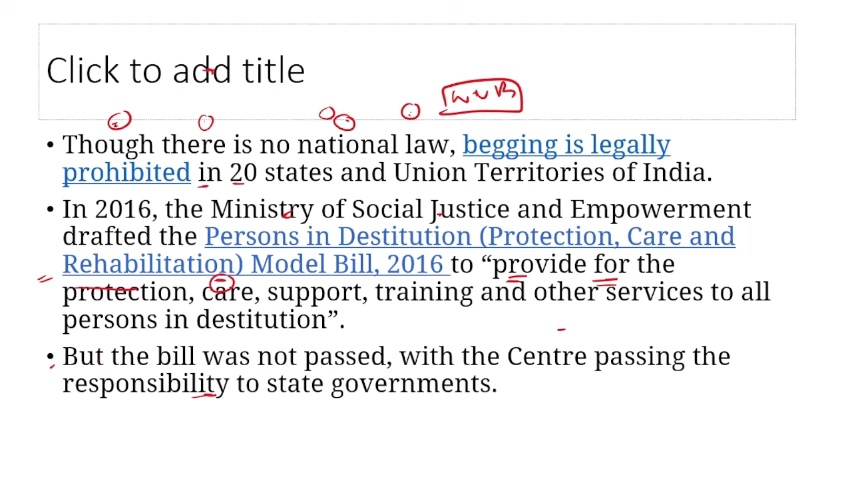 Click to add title
• Though there is no national law, begging is legally
prohibited in 20 states and Union Territories of India.
• In 2016, the Ministry of Social Justice and Empowerment
drafted the Persons in Destitution (Protection, Care and
Rehabilitation) Model Bill, 2016 to “provide for the
protection, care, support, training and other services to all
persons in destitution”.
• But the bill was not passed, with the Centre passing the
responsibility to state governments.